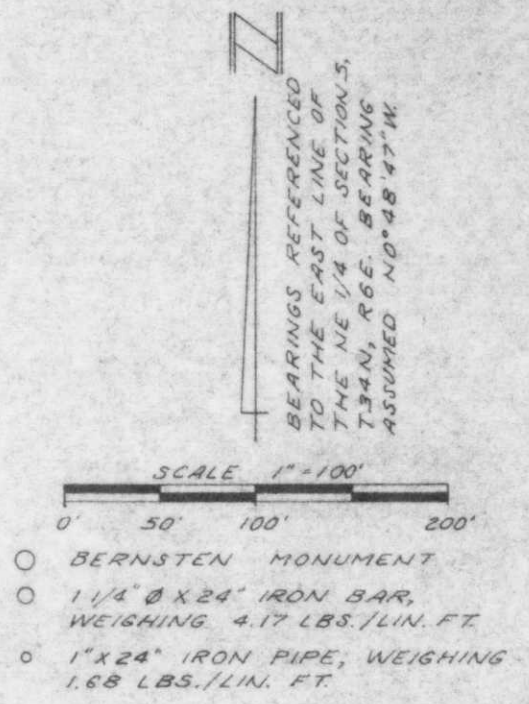 N
BEARINGS REFERENCED
TO THE EAST LINE OF
THE NE 1/4 OF SECTION 5,
T34N, R6E. BEARING
ASSUMED N0°48'47"W.
SCALE 1"=100'
0' 50' 100' 200'
BERNSTEN MONUMENT
1 1/4" Ø X 24" IRON BAR,
WEIGHING 4.17 LBS./LIN. FT.
1" X 24" IRON PIPE, WEIGHING
1.68 LBS./LIN. FT.